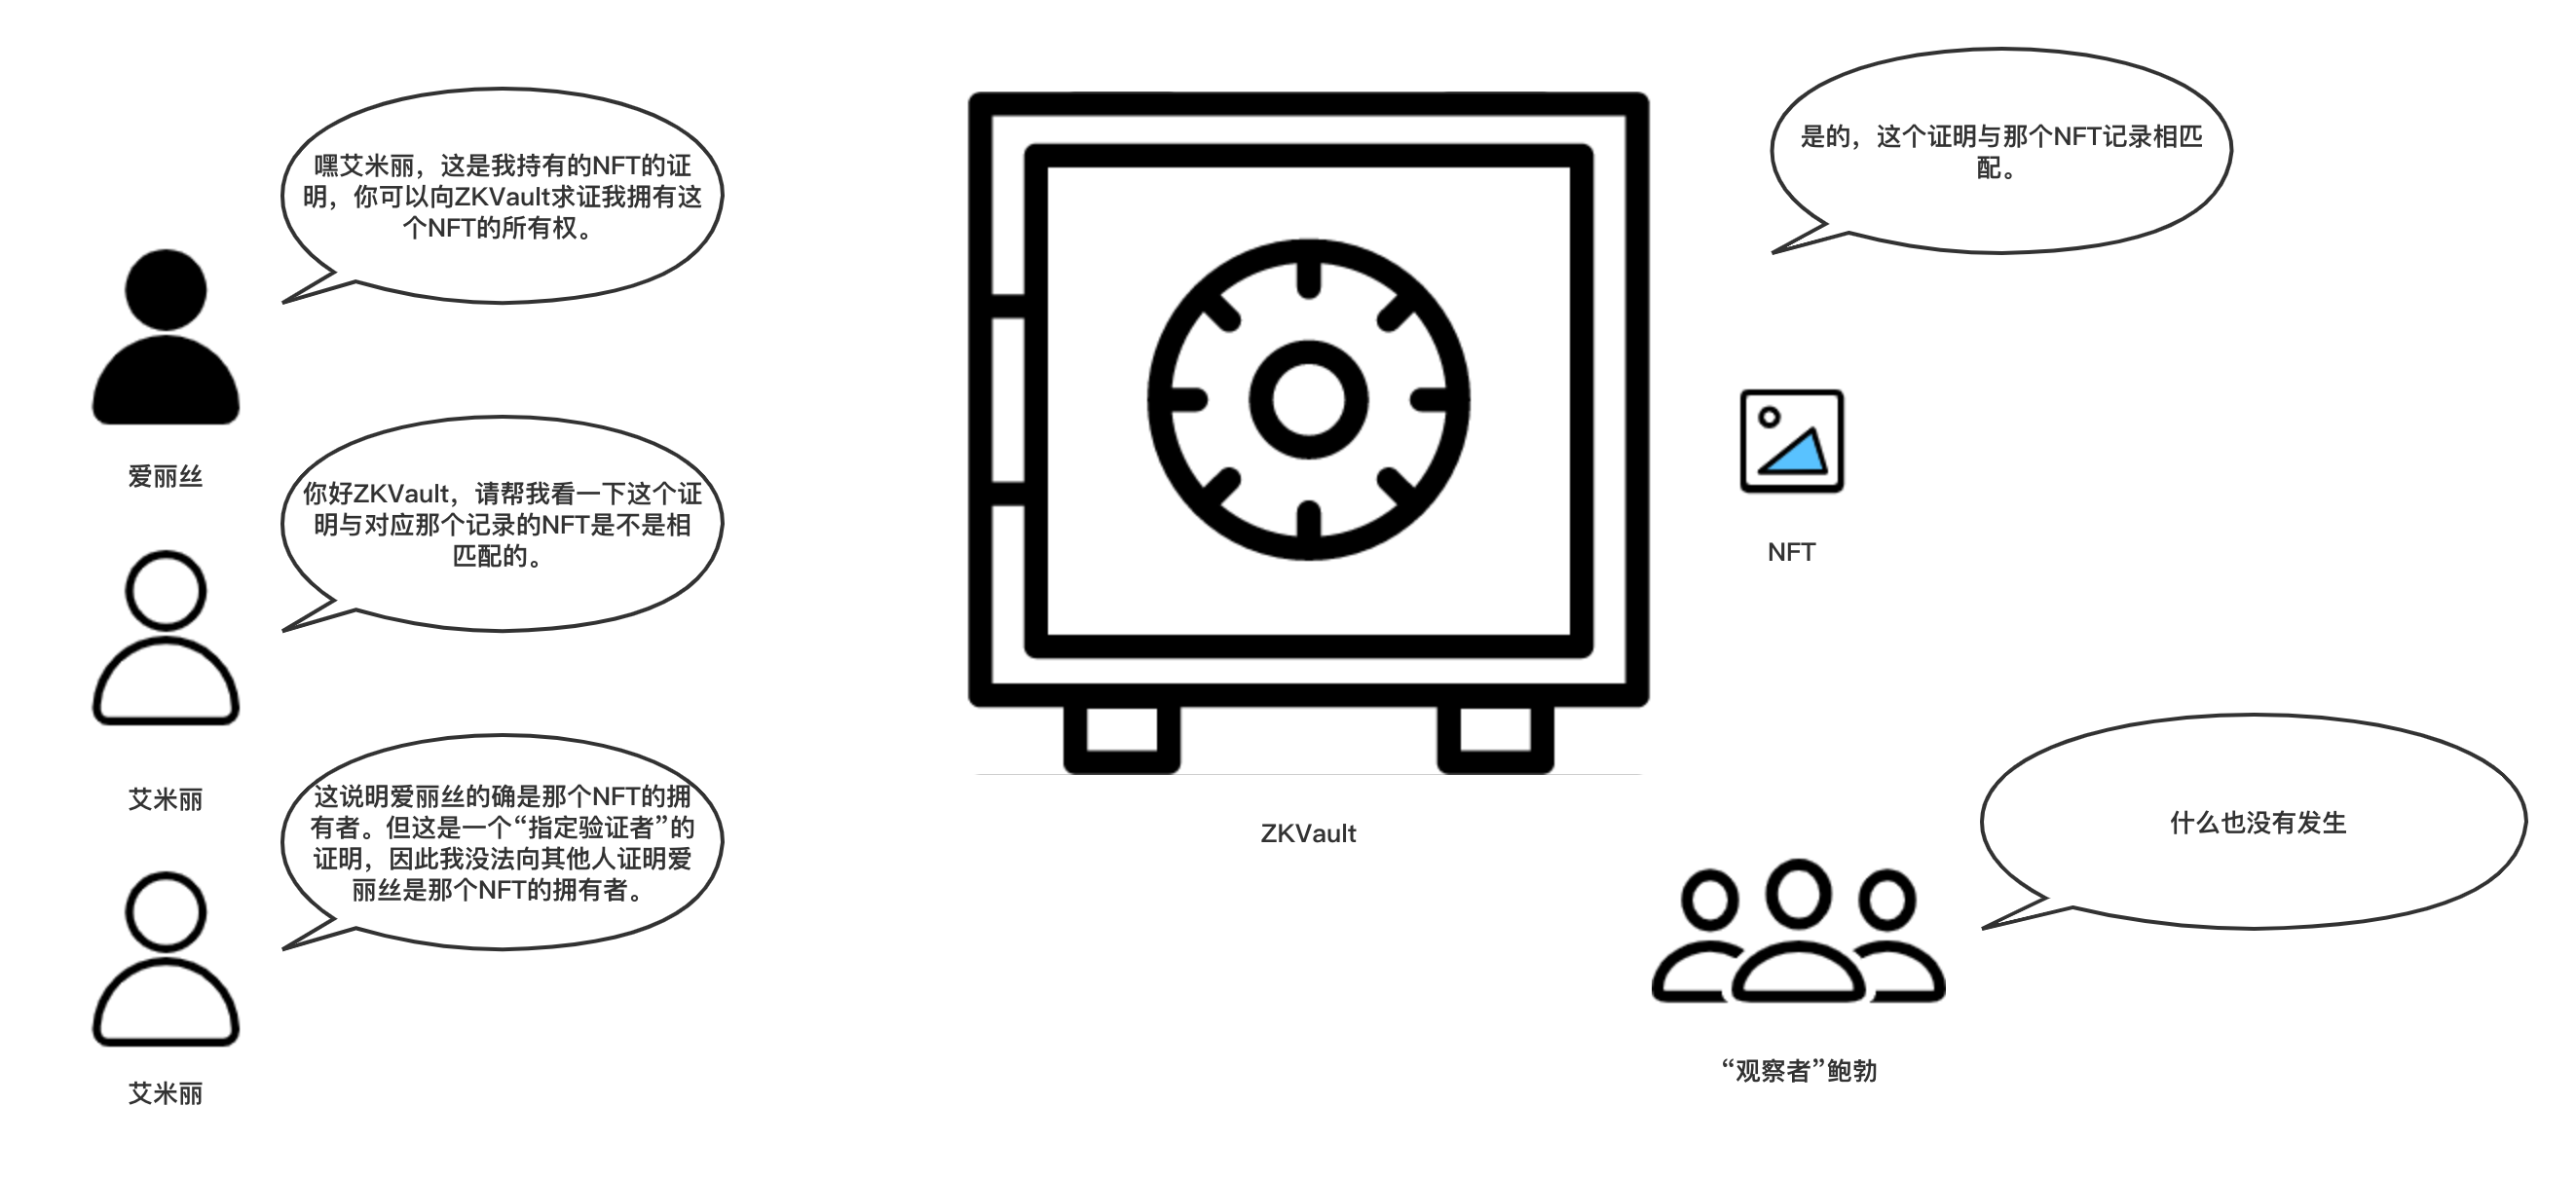 嘿艾米丽，这是我持有的NFT的证
明，你可以向ZKVault求证我拥有这
个NFT的所有权。
爱丽丝
你好ZKVault，请帮我看一下这个证
明与对应那个记录的NFT是不是相
匹配的。
艾米丽
这说明爱丽丝的确是那个NFT的拥
有者。但这是一个“指定验证者”的
证明，因此我没法向其他人证明爱
丽丝是那个NFT的拥有者。
艾米丽
ZKVault
是的，这个证明与那个NFT记录相匹
配。
NFT
什么也没有发生
“观察者”鲍勃